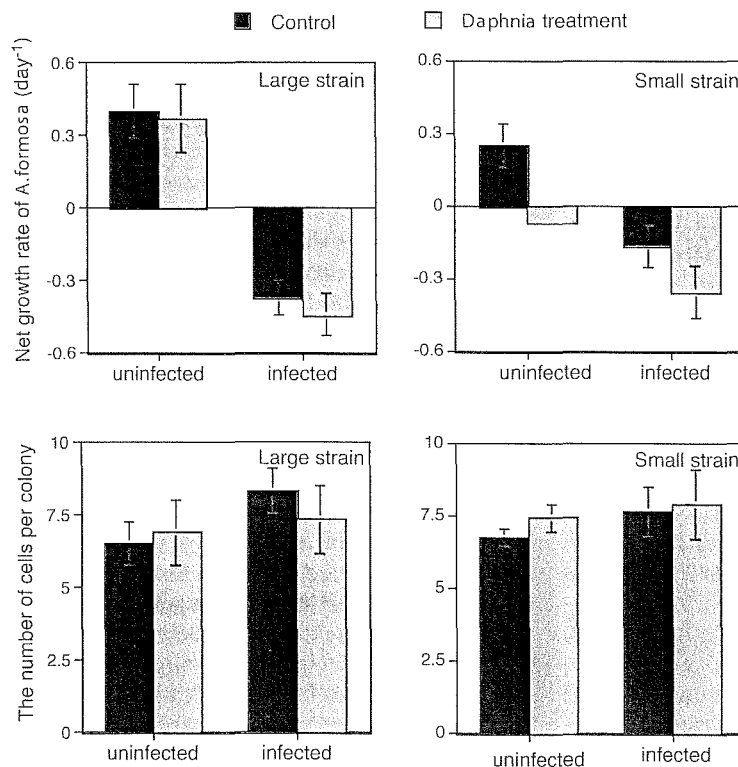 Control
Daphnia treatment
Net growth rate of A.formosa (day-1)
0.6
0.3
0
-0.3
-0.6
Large strain
uninfected
infected
0.6
0.3
0
-0.3
-0.6
Small strain
uninfected
infected
The number of cells per colony
10
7.5
5
2.5
0
Large strain
uninfected
infected
10
7.5
5
2.5
0
Small strain
uninfected
infected